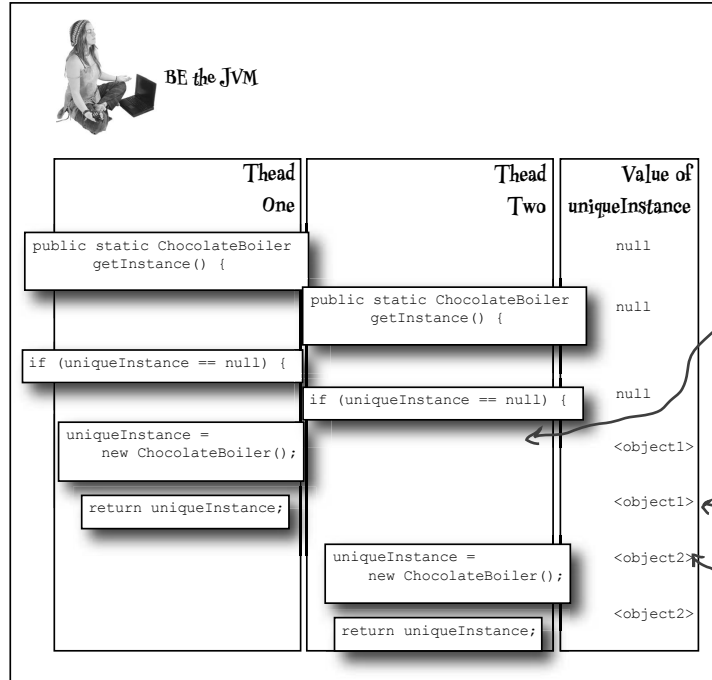 BE the JVM
Thead One
Thead Two
Value of uniqueInstance
public static ChocolateBoiler
getInstance() {
null
public static ChocolateBoiler
getInstance() {
null
if (uniqueInstance == null) {
if (uniqueInstance == null) {
null
uniqueInstance =
new ChocolateBoiler();
<object1>
return uniqueInstance;
<object1>
uniqueInstance =
new ChocolateBoiler();
<object2>
return uniqueInstance;
<object2>